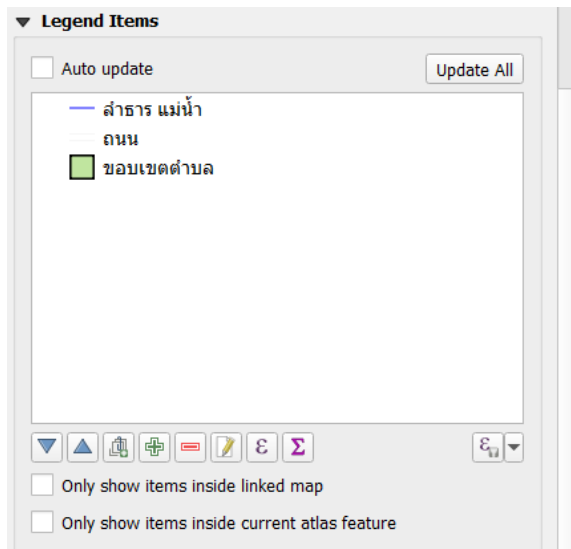 Legend Items
Auto update
Update All
ลำธาร แม่น้ำ
ถนน
ขอบเขตตำบล
ε Σ ε
Only show items inside linked map
Only show items inside current atlas feature